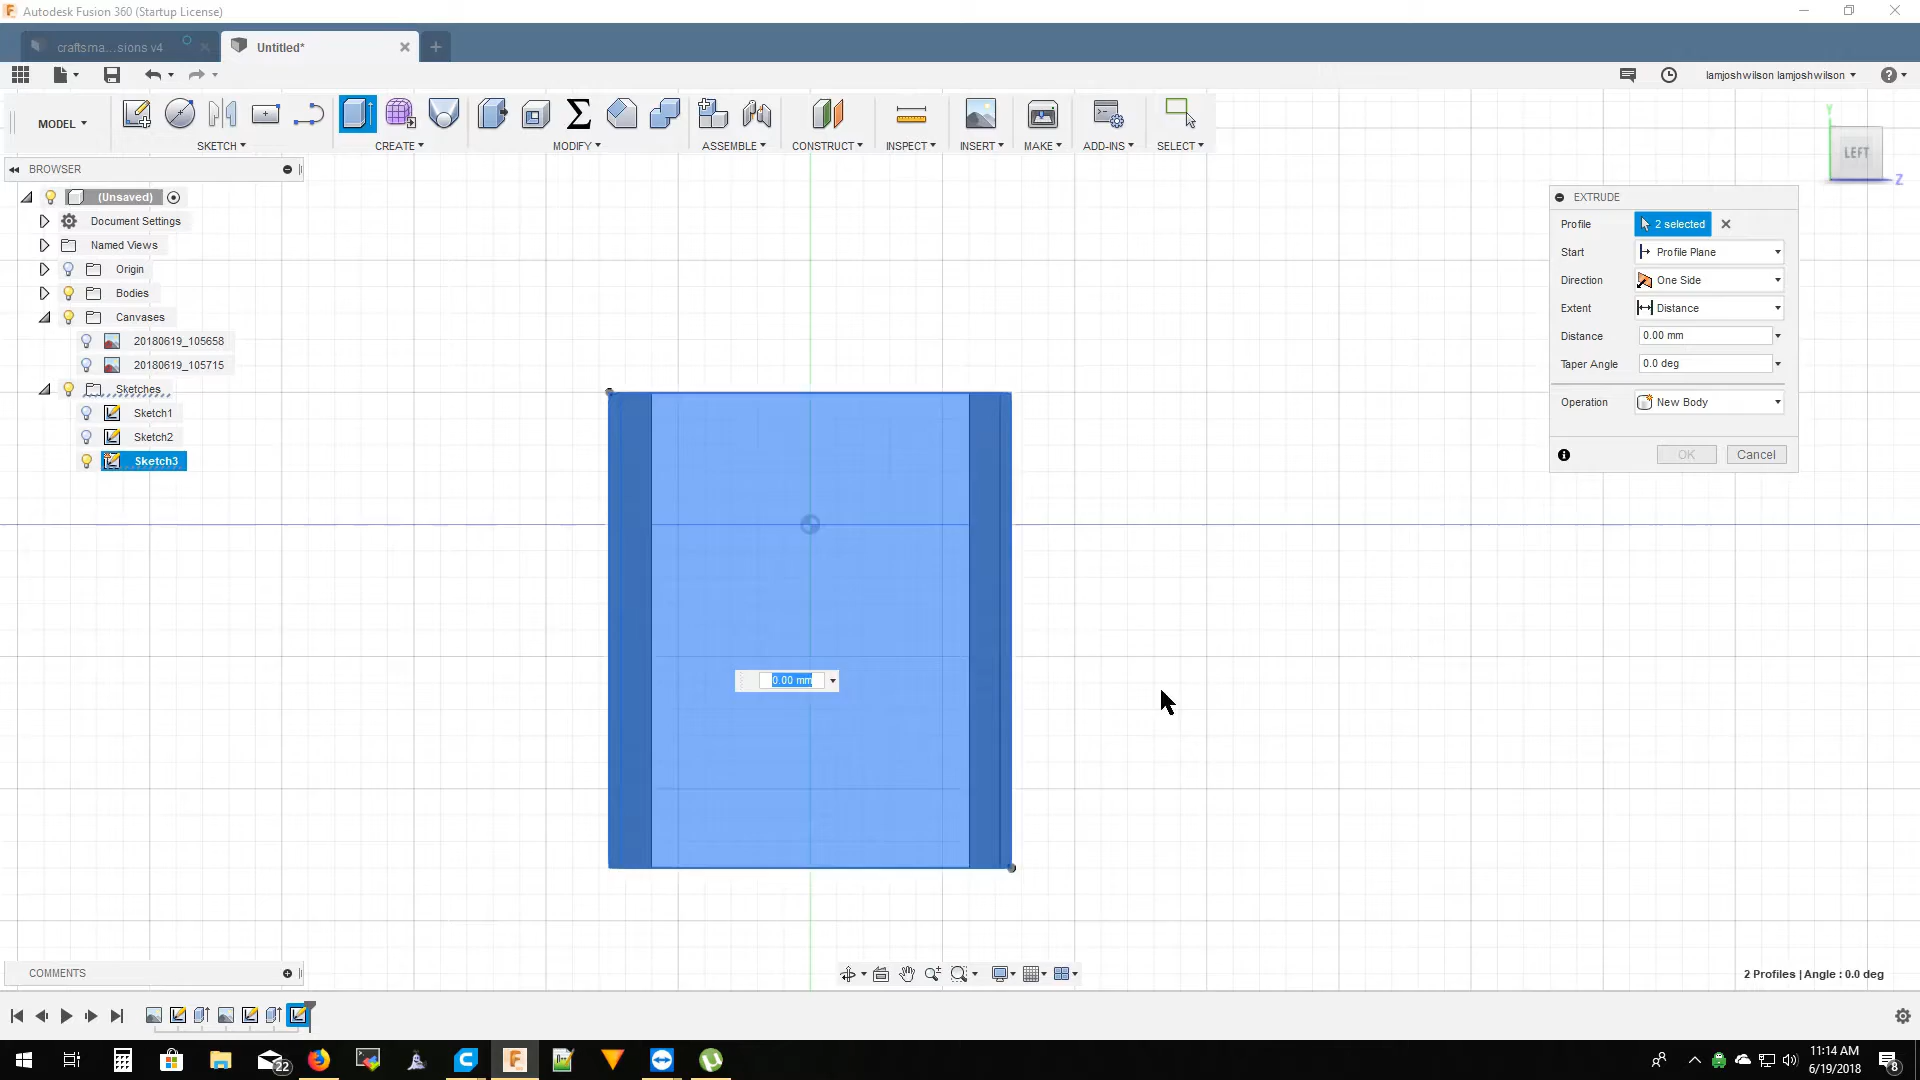 Autodesk Fusion 360 (Startup License)
craftsma...sions v4
Untitled*
lamjoshwilson lamjoshwilson
MODEL
SKETCH
CREATE
MODIFY
ASSEMBLE
CONSTRUCT
INSPECT
INSERT
MAKE
ADD-INS
SELECT
BROWSER
(Unsaved)
Document Settings
Named Views
Origin
Bodies
Canvases
20180619_105658
20180619_105715
Sketches
Sketch1
Sketch2
Sketch3
Y
LEFT
Z
EXTRUDE
Profile 2 selected
Start Profile Plane
Direction One Side
Extent Distance
Distance 0.00 mm
Taper Angle 0.0 deg
Operation New Body
OK Cancel
0.00 mm
COMMENTS
2 Profiles | Angle : 0.0 deg
22
11:14 AM
6/19/2018
8